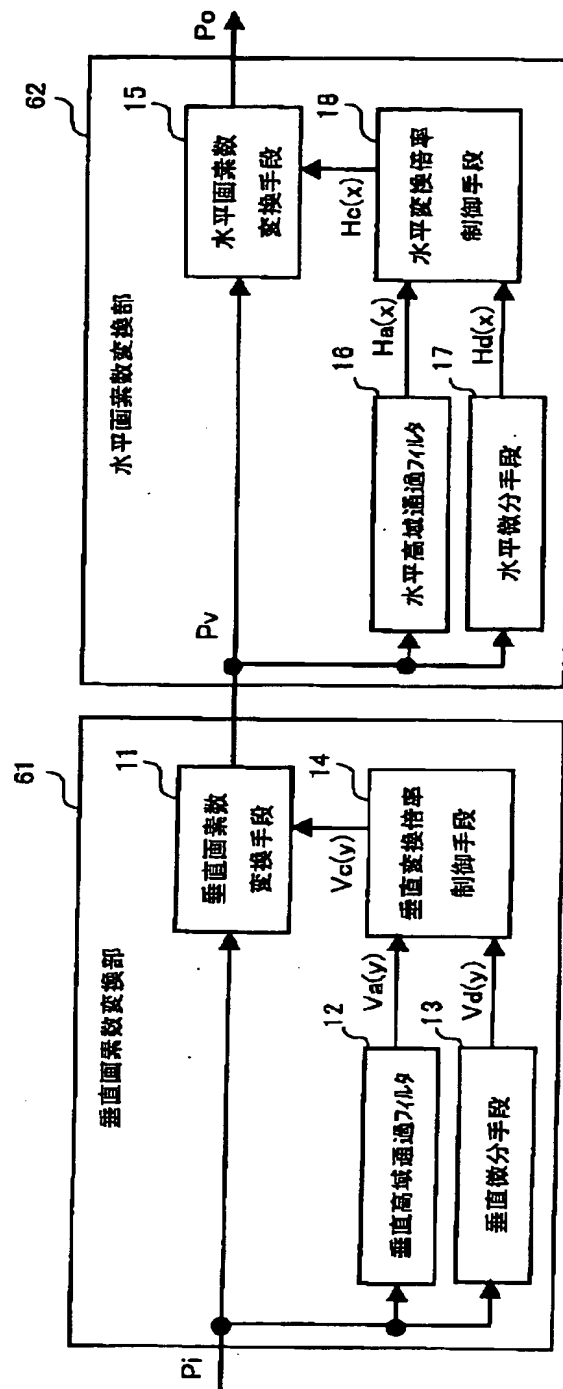 61
垂直画素数変換部
Pi
11
垂直画素数
変換手段
Vc(y)
14
垂直変換倍率
制御手段
12
垂直高域通過フィルタ
Va(y)
13
垂直微分手段
Vd(y)
62
水平画素数変換部
Pv
15
水平画素数
変換手段
Po
Hc(x)
18
水平変換倍率
制御手段
16
水平高域通過フィルタ
Ha(x)
17
水平微分手段
Hd(x)